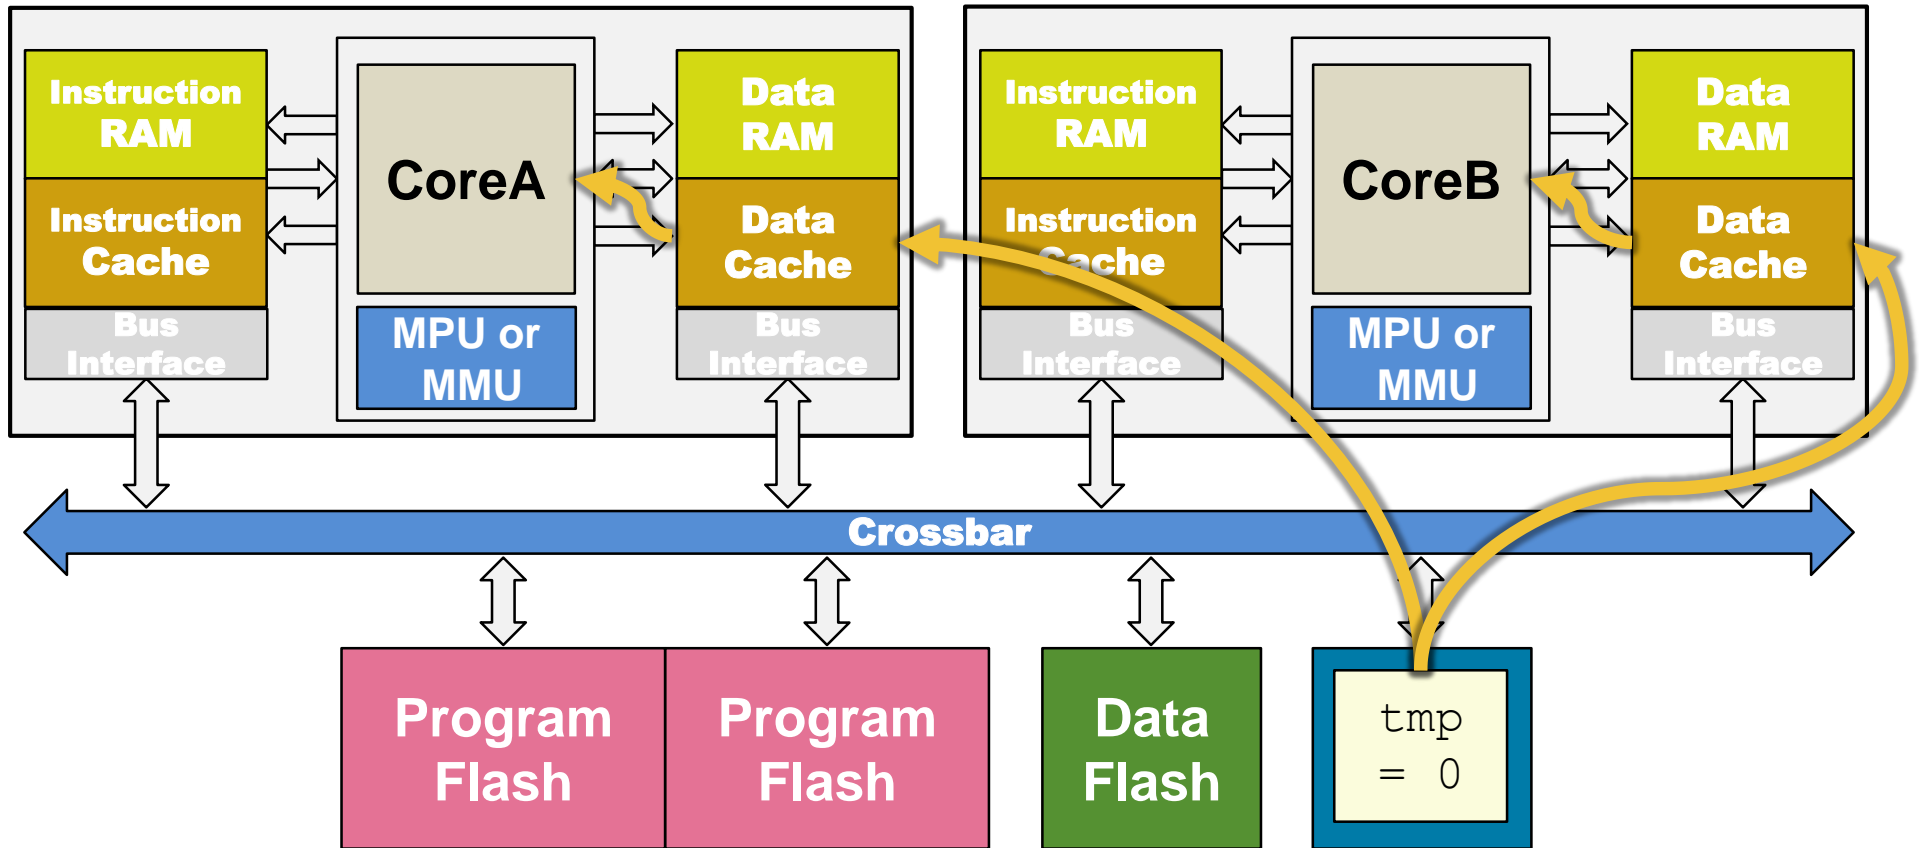 Instruction
RAM
Instruction
Cache
Bus
Interface
CoreA
MPU or
MMU
Data
RAM
Data
Cache
Bus
Interface
Instruction
RAM
Instruction
Cache
Bus
Interface
CoreB
MPU or
MMU
Data
RAM
Data
Cache
Bus
Interface
Crossbar
Program
Flash
Program
Flash
Data
Flash
tmp
= 0